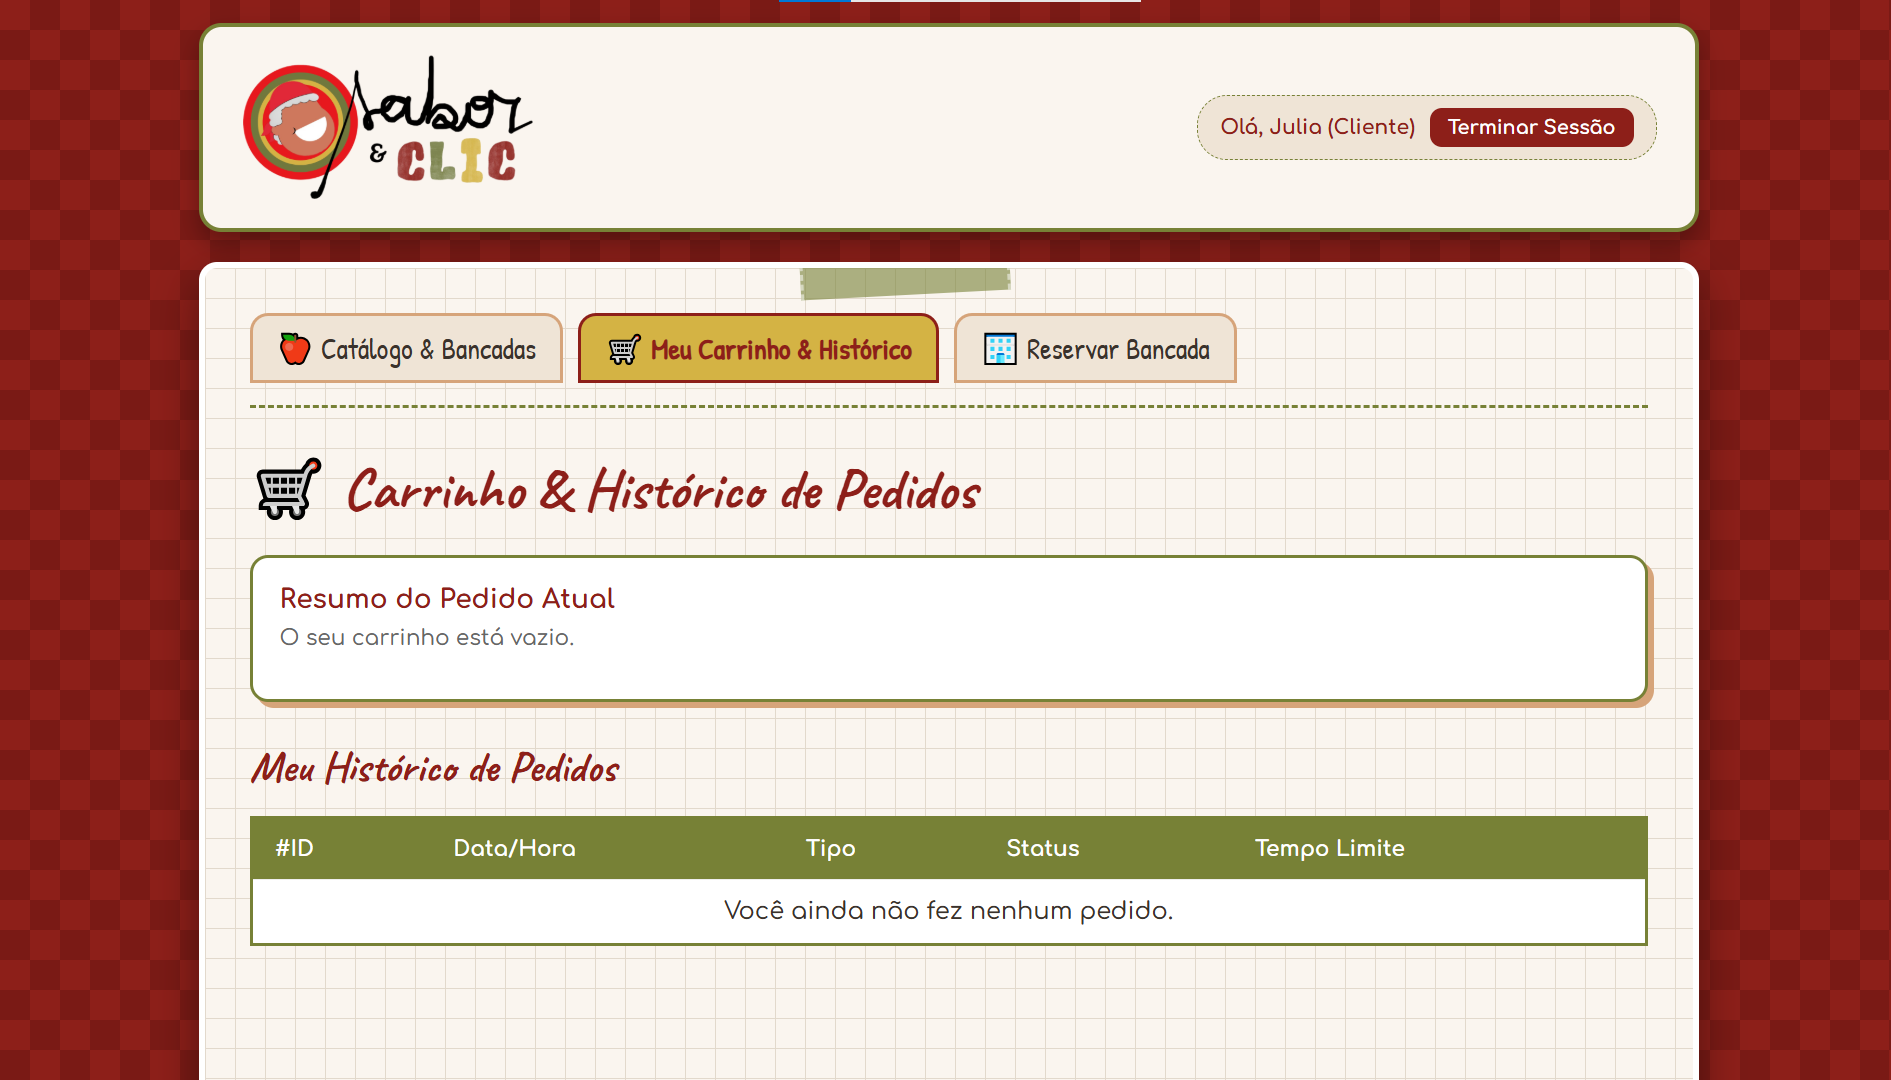 Sabor
& CLIC
Olá, Julia (Cliente) Terminar Sessão
Catálogo & Bancadas Meu Carrinho & Histórico Reservar Bancada
Carrinho & Histórico de Pedidos
Resumo do Pedido Atual
O seu carrinho está vazio.
Meu Histórico de Pedidos
#ID Data/Hora Tipo Status Tempo Limite
Você ainda não fez nenhum pedido.